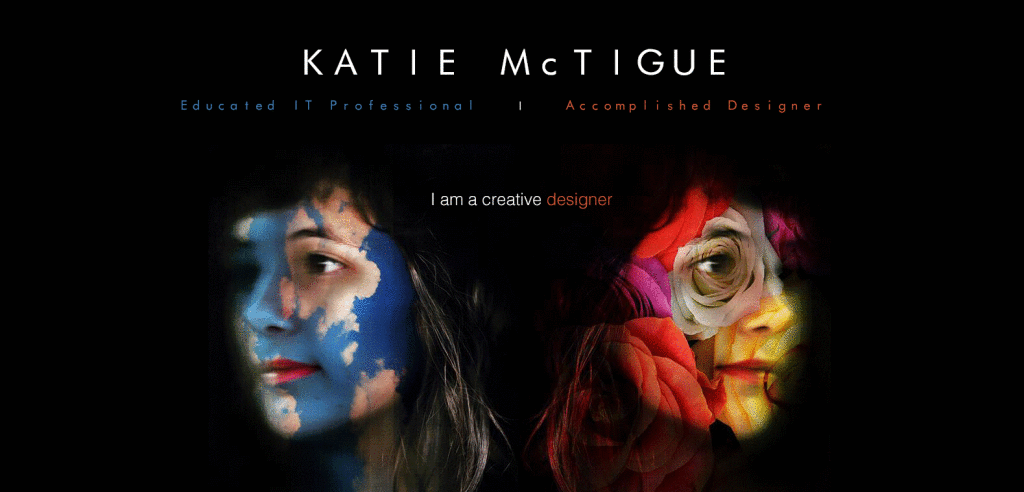 KATIE McTIGUE
Educated IT Professional | Accomplished Designer
I am a creative designer